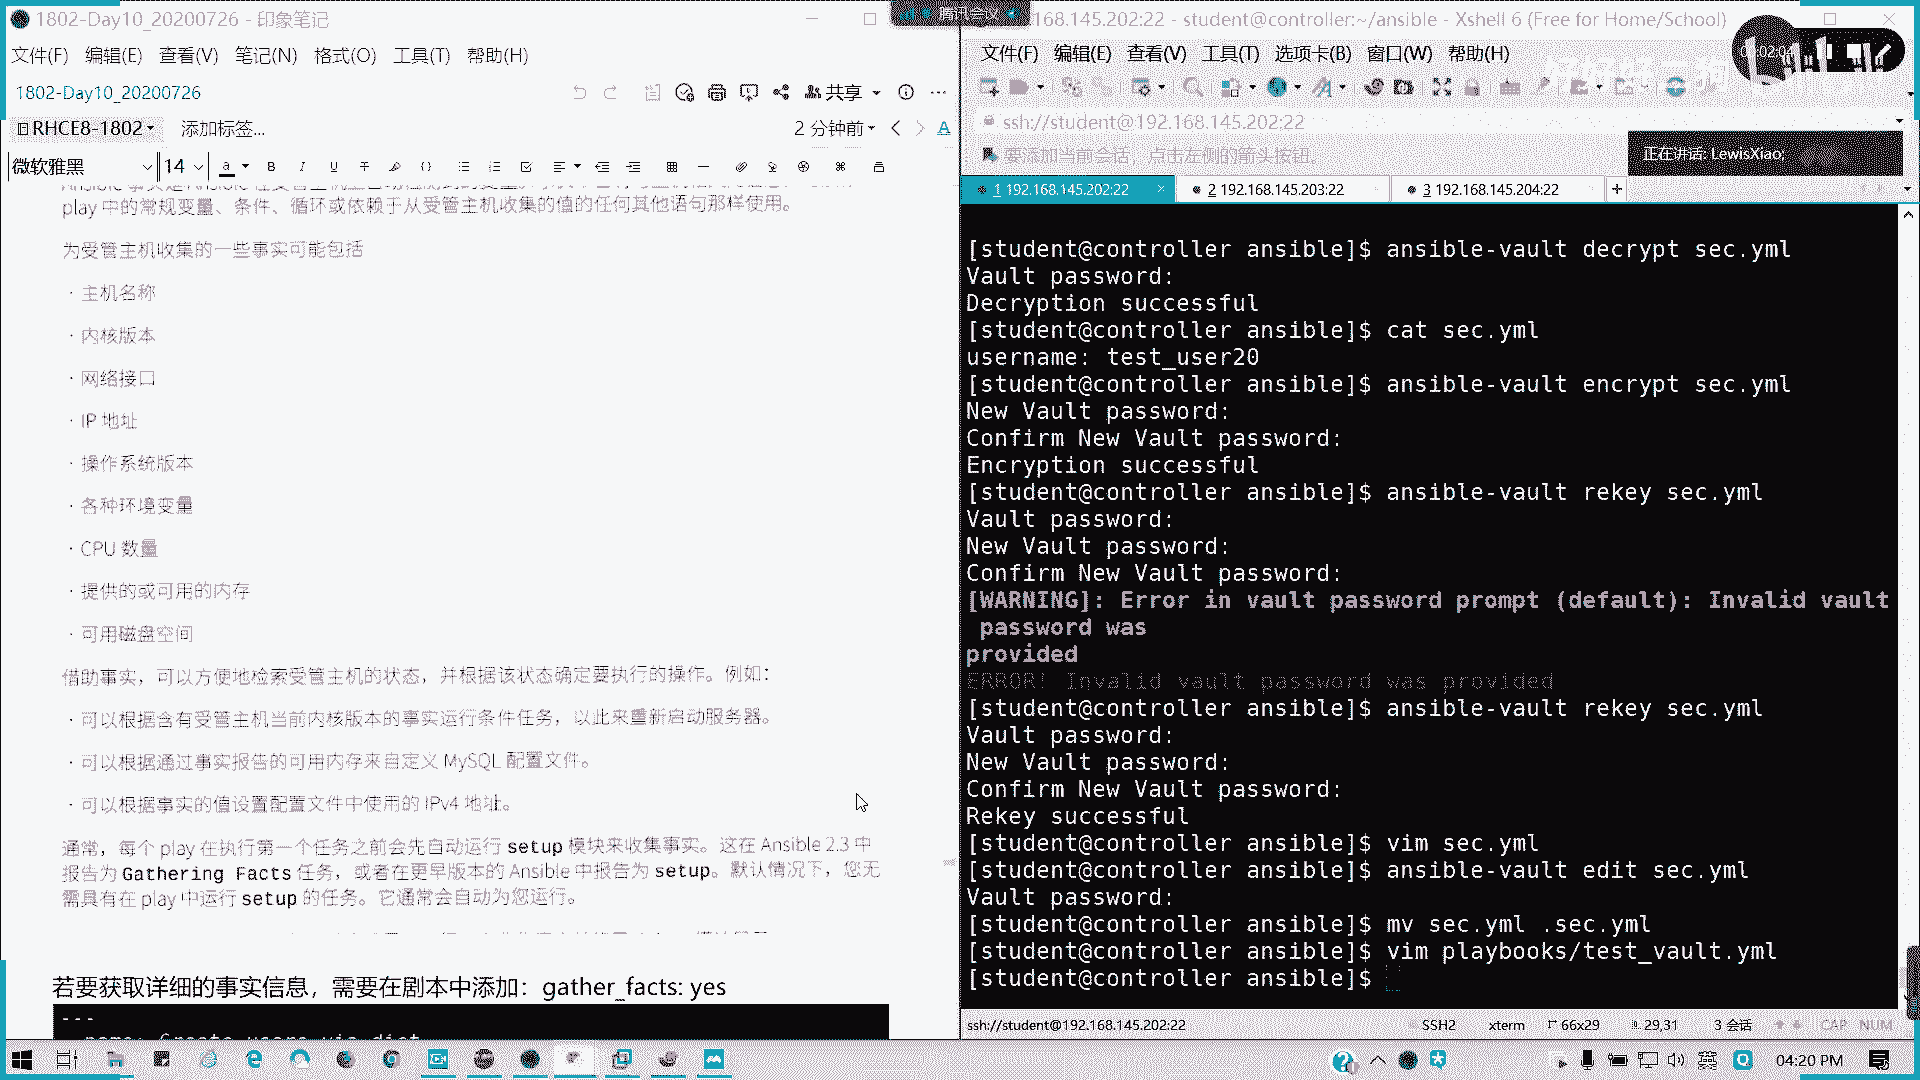 1802-Day10_20200726 - 印象笔记
文件(F) 编辑(E) 查看(V) 笔记(N) 格式(O) 工具(T) 帮助(H)
1802-Day10_20200726
共享
RHCE8-1802
添加标签...
2 分钟前
微软雅黑
14
play 中的常规变量、条件、循环或依赖于从受管主机收集的值的任何其他语句那样使用。
为受管主机收集的一些事实可能包括
· 主机名称
· 内核版本
· 网络接口
· IP 地址
· 操作系统版本
· 各种环境变量
· CPU 数量
· 提供的或可用的内存
· 可用磁盘空间
借助事实，可以方便地检索受管主机的状态，并根据该状态确定要执行的操作。例如：
· 可以根据含有受管主机当前内核版本的事实运行条件任务，以此来重新启动服务器。
· 可以根据通过事实报告的可用内存来自定义 MySQL 配置文件。
· 可以根据事实的值设置配置文件中使用的 IPv4 地址。
通常，每个 play 在执行第一个任务之前会先自动运行 setup 模块来收集事实。这在 Ansible 2.3 中
报告为 Gathering Facts 任务，或者在更早版本的 Ansible 中报告为 setup。默认情况下，您无
需具有在 play 中运行 setup 的任务。它通常会自动为您运行。
若要获取详细的事实信息，需要在剧本中添加：gather_facts: yes
---
腾讯会议
168.145.202:22 - student@controller:~/ansible - Xshell 6 (Free for Home/School)
文件(F) 编辑(E) 查看(V) 工具(T) 选项卡(B) 窗口(W) 帮助(H)
ssh://student@192.168.145.202:22
要添加当前会话，点击左侧的箭头按钮。
正在讲话: LewisXiao;
1 192.168.145.202:22
2 192.168.145.203:22
3 192.168.145.204:22
[student@controller ansible]$ ansible-vault decrypt sec.yml
Vault password:
Decryption successful
[student@controller ansible]$ cat sec.yml
username: test_user20
[student@controller ansible]$ ansible-vault encrypt sec.yml
New Vault password:
Confirm New Vault password:
Encryption successful
[student@controller ansible]$ ansible-vault rekey sec.yml
Vault password:
New Vault password:
Confirm New Vault password:
[WARNING]: Error in vault password prompt (default): Invalid vault
password was
provided
ERROR! Invalid vault password was provided
[student@controller ansible]$ ansible-vault rekey sec.yml
Vault password:
New Vault password:
Confirm New Vault password:
Rekey successful
[student@controller ansible]$ vim sec.yml
[student@controller ansible]$ ansible-vault edit sec.yml
Vault password:
[student@controller ansible]$ mv sec.yml .sec.yml
[student@controller ansible]$ vim playbooks/test_vault.yml
[student@controller ansible]$
ssh://student@192.168.145.202:22
SSH2
xterm
66x29
29,31
3 会话
CAP NUM
04:20 PM